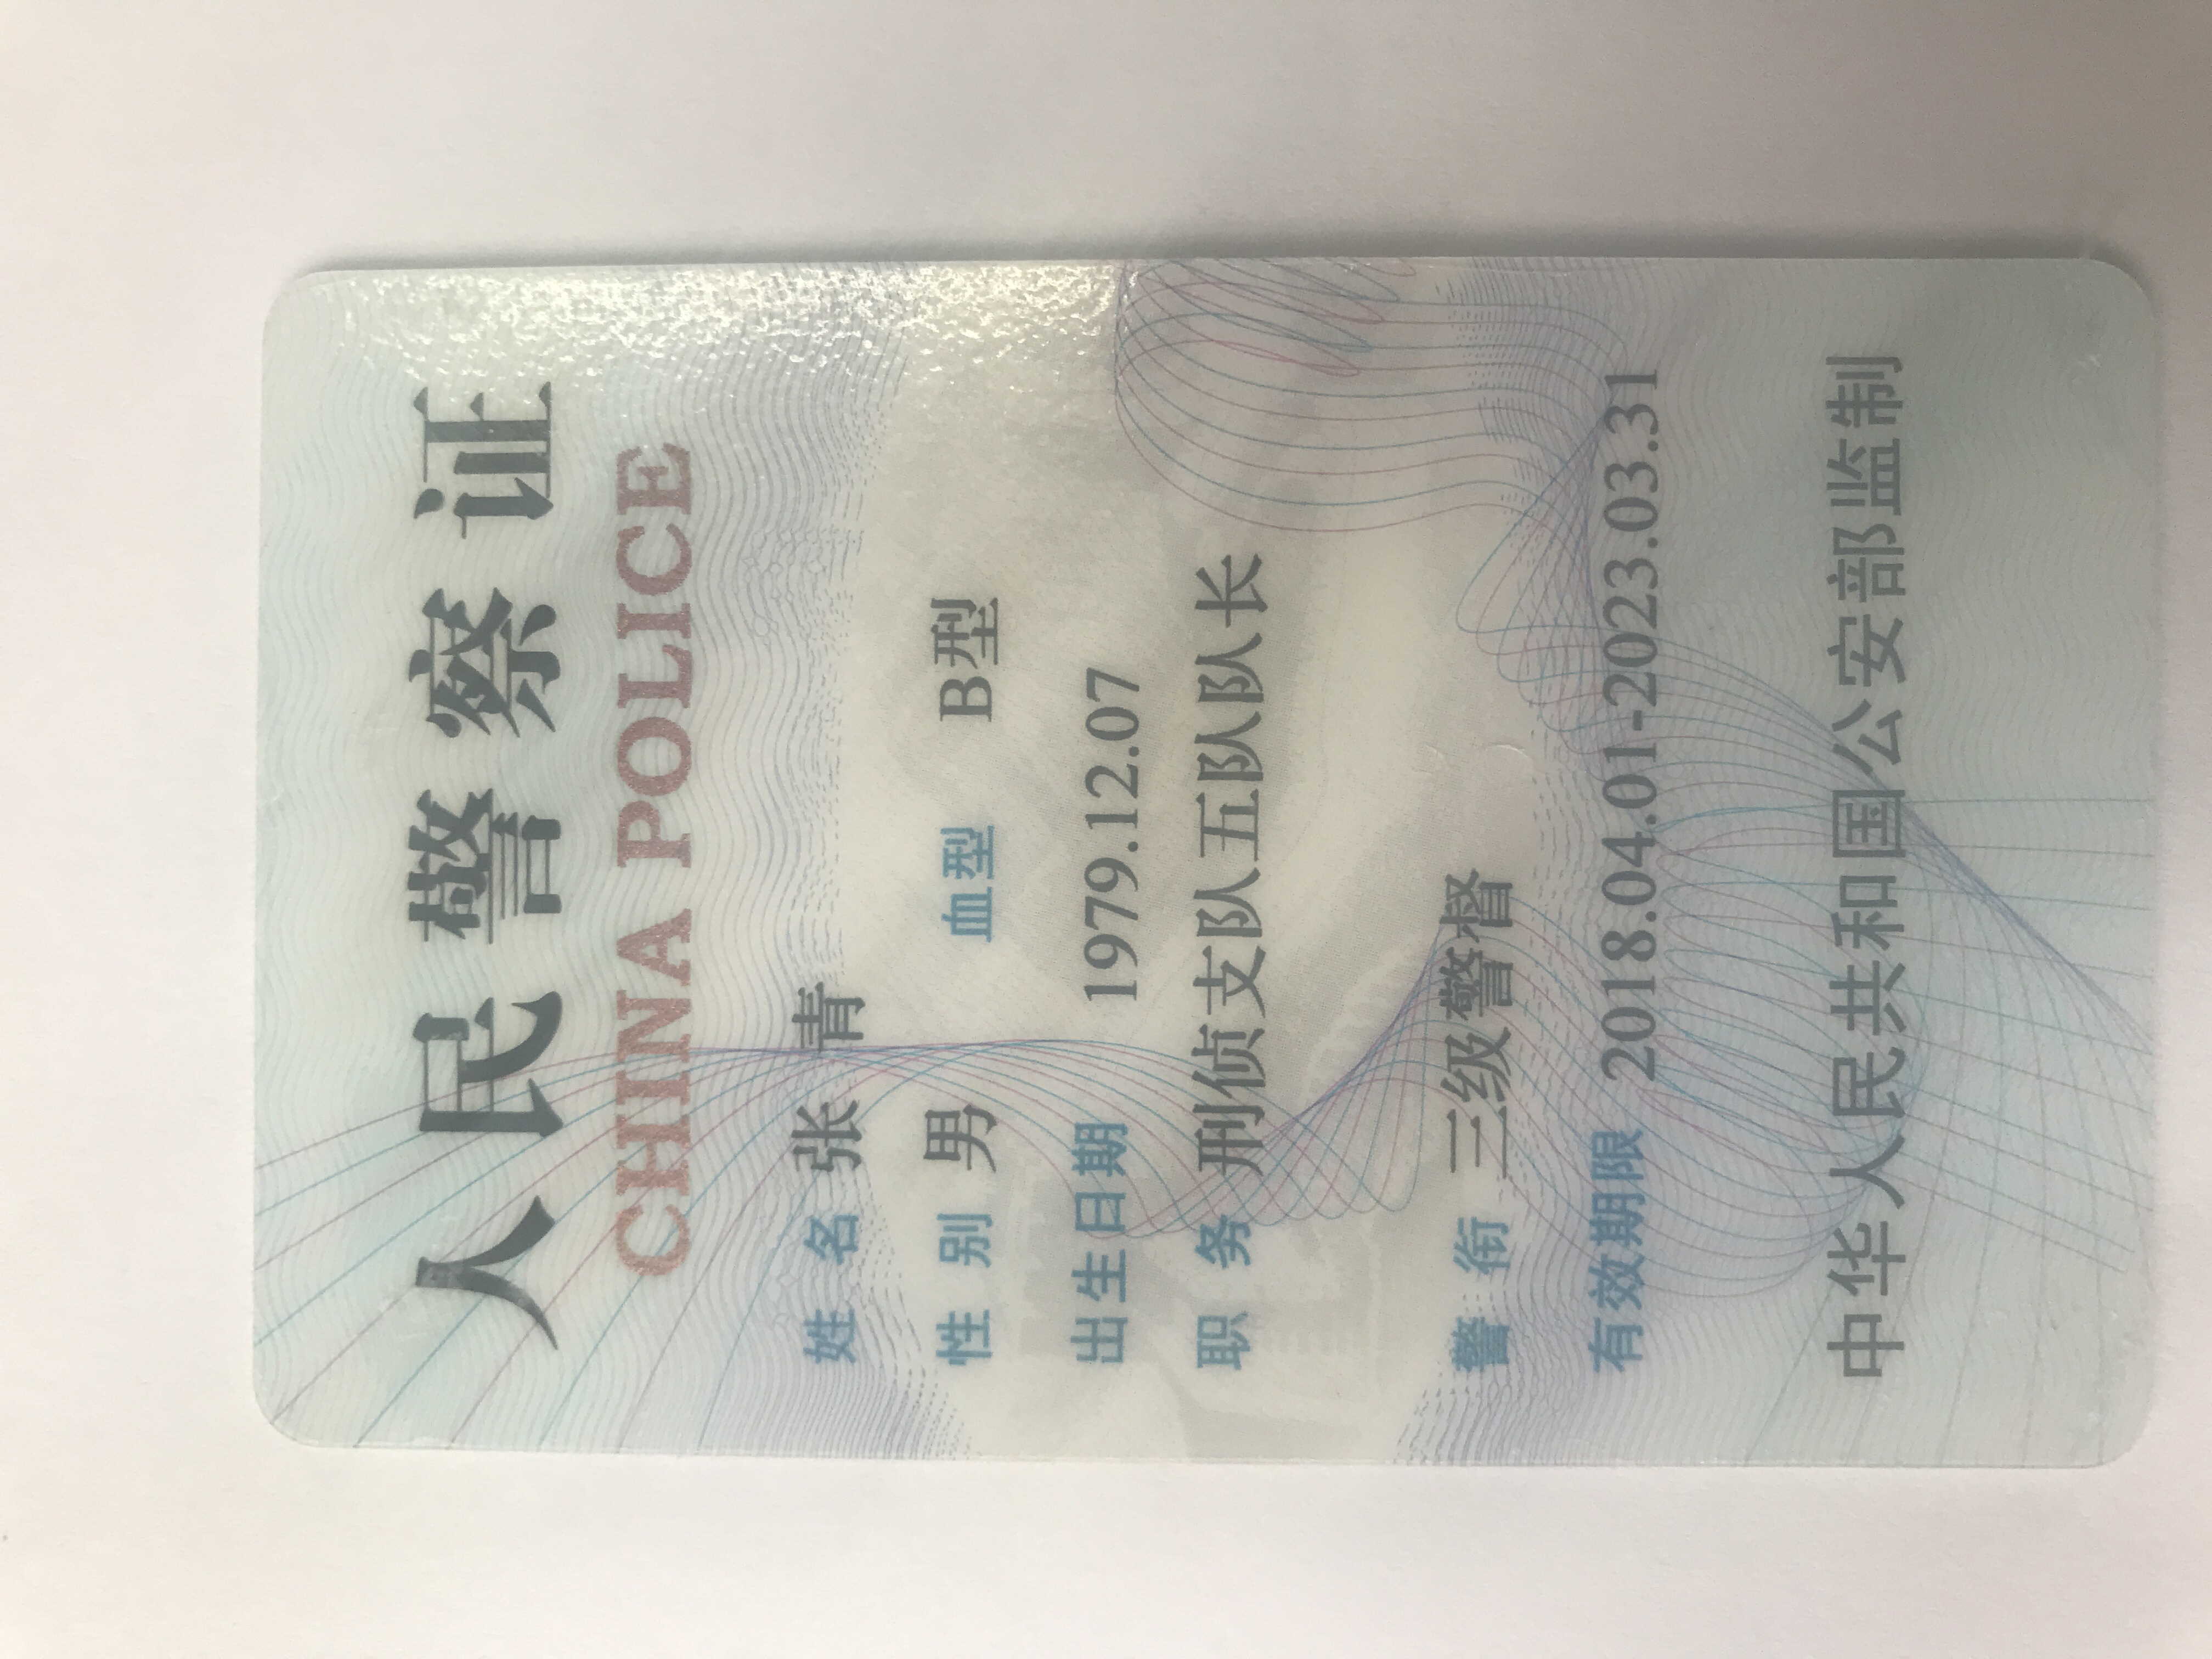 人民警察证
CHINA POLICE
姓 名 张 青
性 别 男 血型 B型
出生日期 1979.12.07
职 务 刑侦支队五队队长
警 衔 三级警督
有效期限 2018.04.01-2023.03.31
中华人民共和国公安部监制